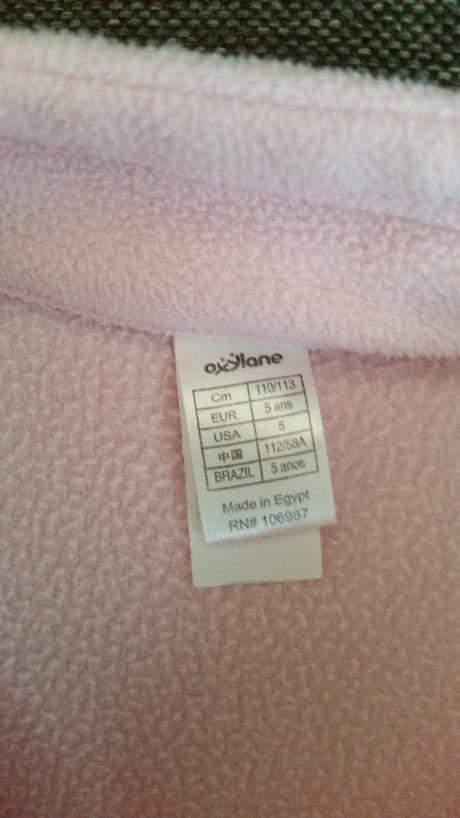 oxylane
Cm 110/113
EUR 5 ans
USA 5
中国 112/58A
BRAZIL 5 anos
Made in Egypt
RN# 106987